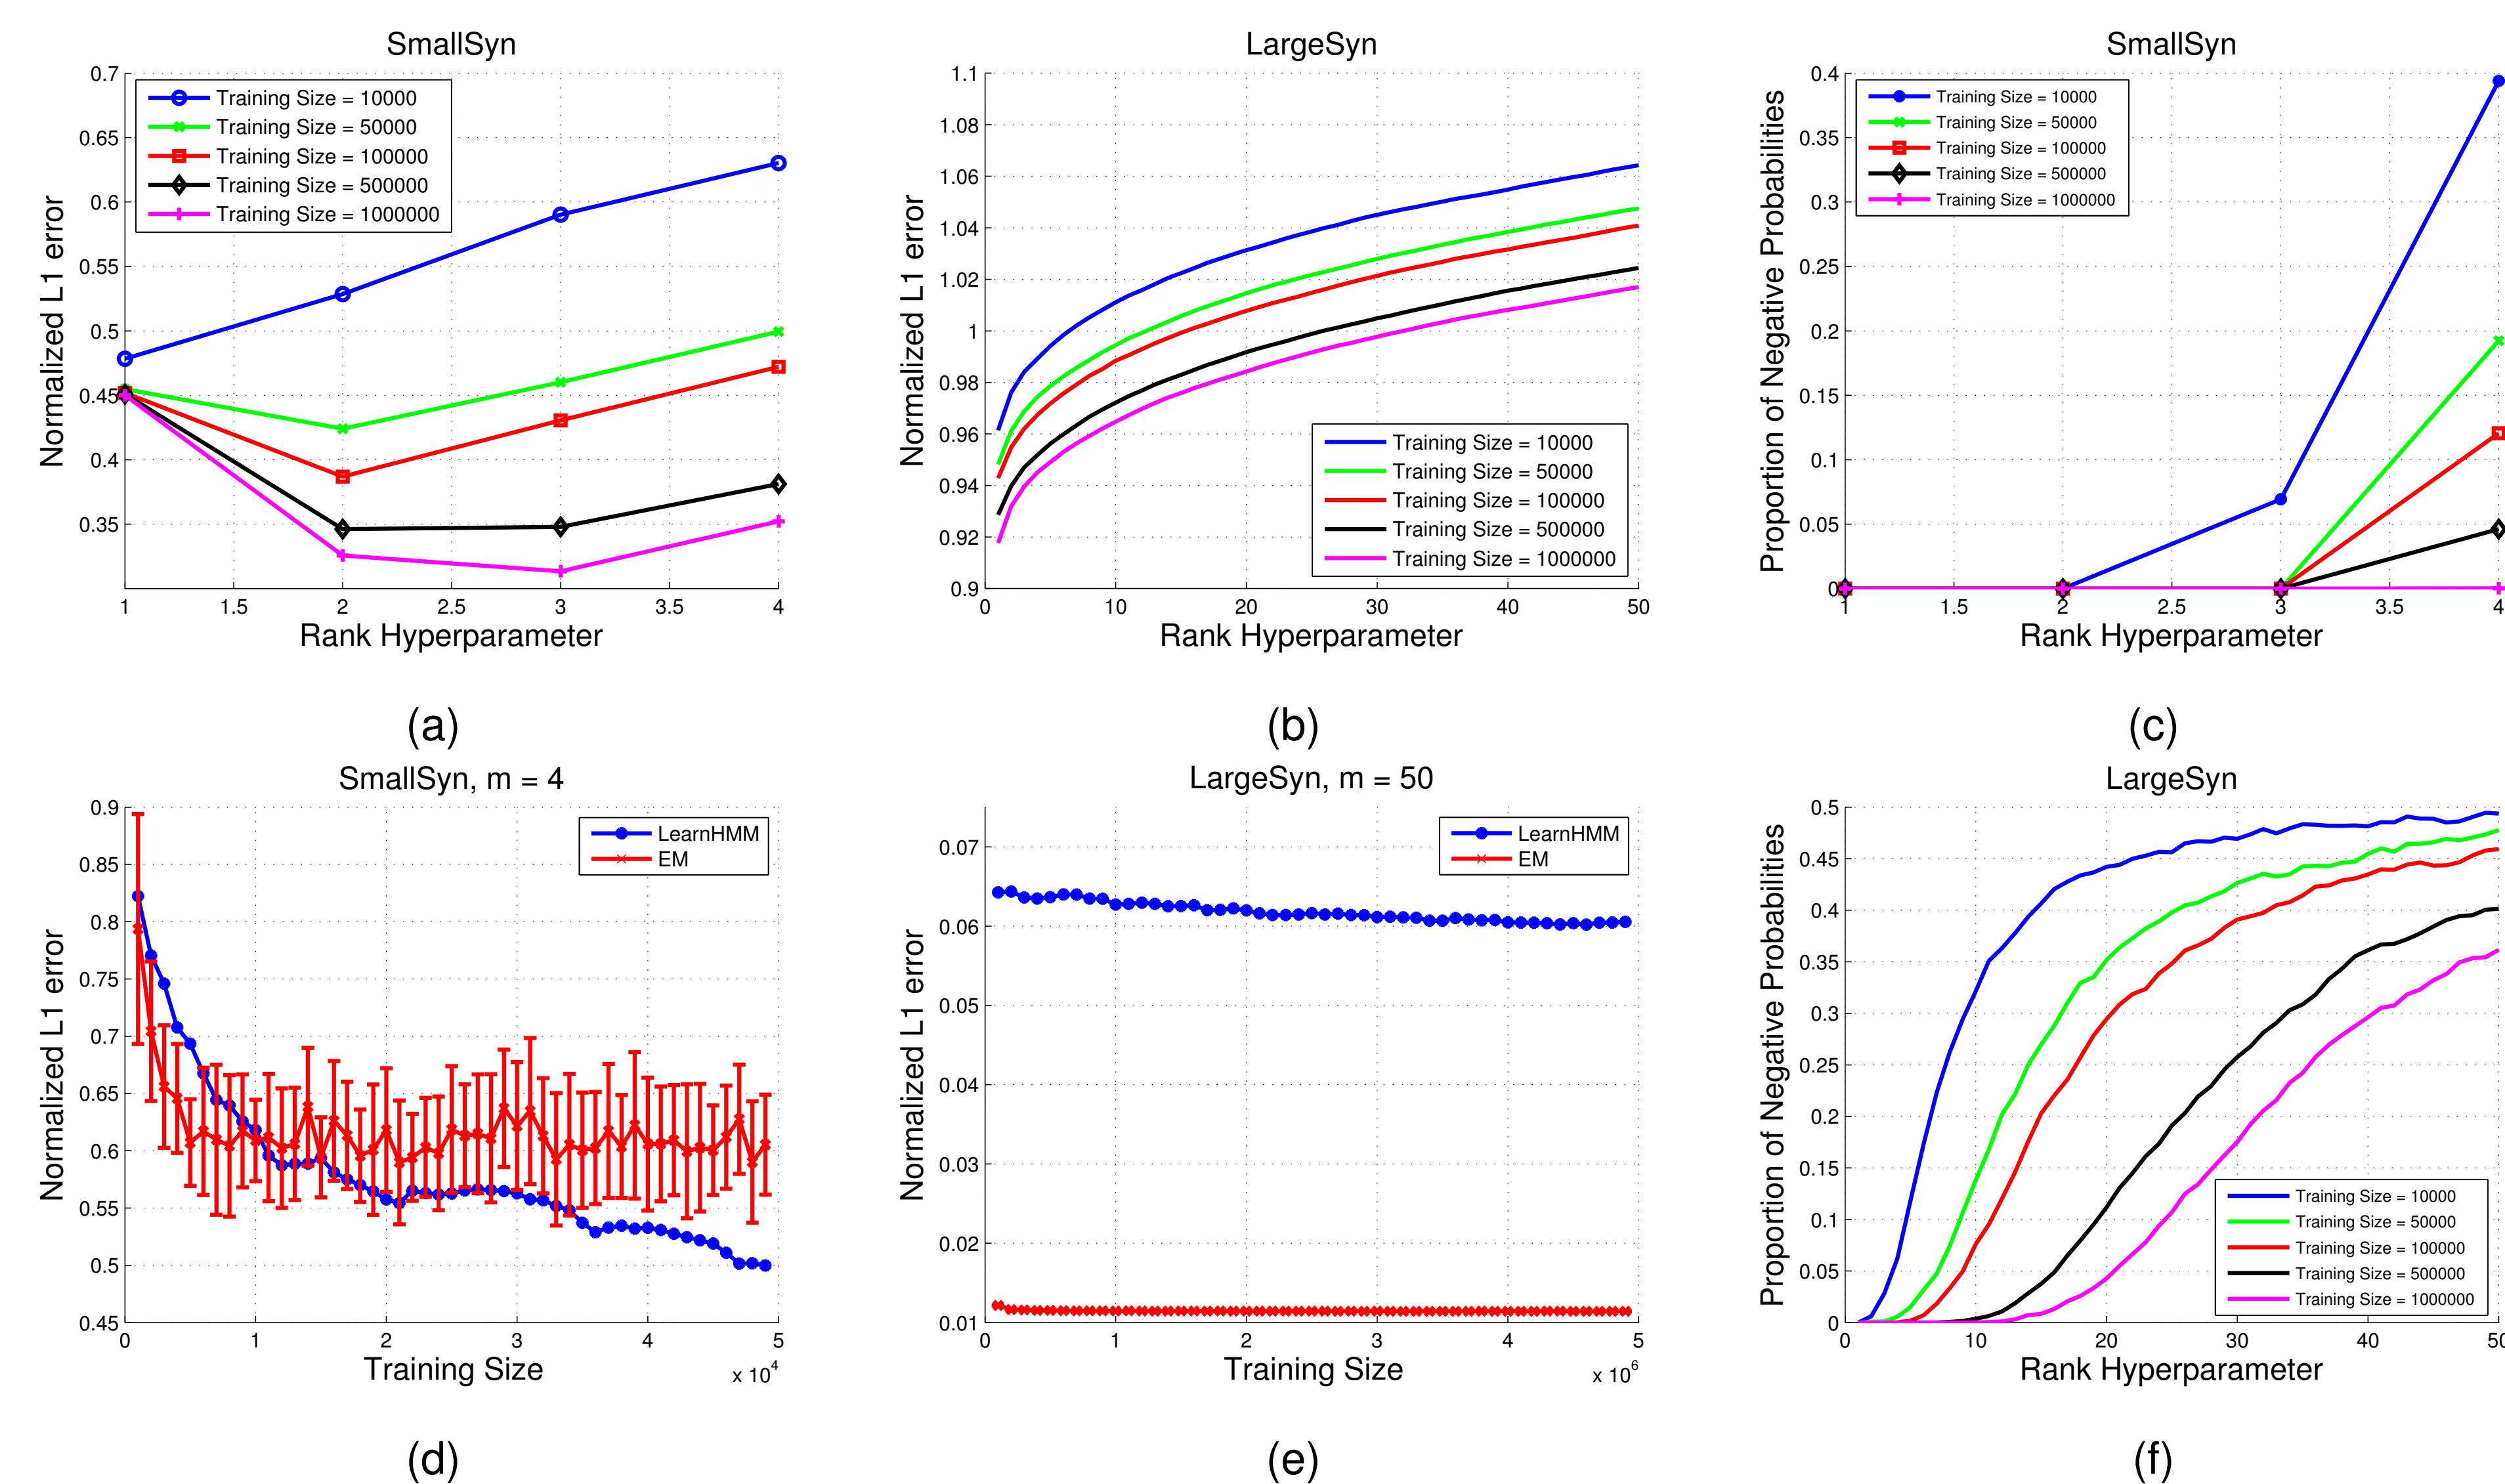 SmallSyn
0.7
0.65
0.6
0.55
0.5
0.45
0.4
0.35
Normalized L1 error
Training Size = 10000
Training Size = 50000
Training Size = 100000
Training Size = 500000
Training Size = 1000000
1 1.5 2 2.5 3 3.5 4
Rank Hyperparameter
(a)
LargeSyn
1.1
1.08
1.06
1.04
1.02
1
0.98
0.96
0.94
0.92
0.9
Normalized L1 error
Training Size = 10000
Training Size = 50000
Training Size = 100000
Training Size = 500000
Training Size = 1000000
0 10 20 30 40 50
Rank Hyperparameter
(b)
SmallSyn
0.4
0.35
0.3
0.25
0.2
0.15
0.1
0.05
0
Proportion of Negative Probabilities
Training Size = 10000
Training Size = 50000
Training Size = 100000
Training Size = 500000
Training Size = 1000000
1 1.5 2 2.5 3 3.5 4
Rank Hyperparameter
(c)
SmallSyn, m = 4
0.9
0.85
0.8
0.75
0.7
0.65
0.6
0.55
0.5
0.45
Normalized L1 error
LearnHMM
EM
0 1 2 3 4 5
x 10^4
Training Size
(d)
LargeSyn, m = 50
0.07
0.06
0.05
0.04
0.03
0.02
0.01
Normalized L1 error
LearnHMM
EM
0 1 2 3 4 5
x 10^6
Training Size
(e)
LargeSyn
0.5
0.45
0.4
0.35
0.3
0.25
0.2
0.15
0.1
0.05
0
Proportion of Negative Probabilities
Training Size = 10000
Training Size = 50000
Training Size = 100000
Training Size = 500000
Training Size = 1000000
0 10 20 30 40 50
Rank Hyperparameter
(f)